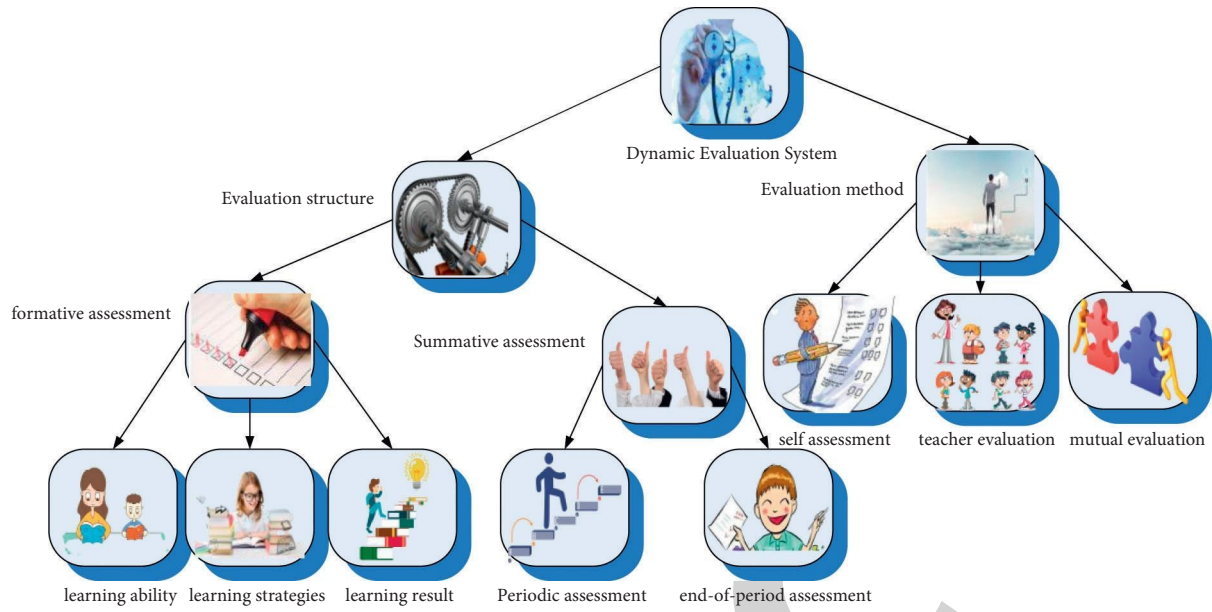 Dynamic Evaluation System
Evaluation structure
Evaluation method
formative assessment
Summative assessment
self assessment
teacher evaluation
mutual evaluation
learning ability
learning strategies
learning result
Periodic assessment
end-of-period assessment